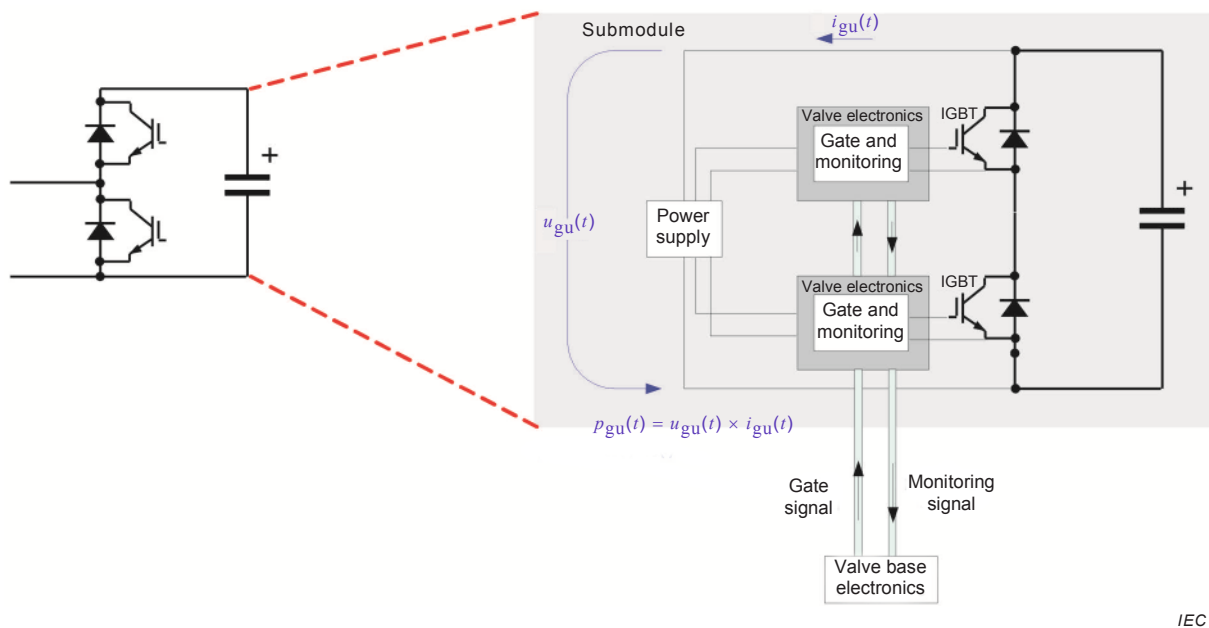 Submodule
i_gu(t)
+
u_gu(t)
Power
supply
Valve electronics
Gate and
monitoring
IGBT
+
Valve electronics
Gate and
monitoring
IGBT
p_gu(t) = u_gu(t) × i_gu(t)
Gate
signal
Monitoring
signal
Valve base
electronics
IEC